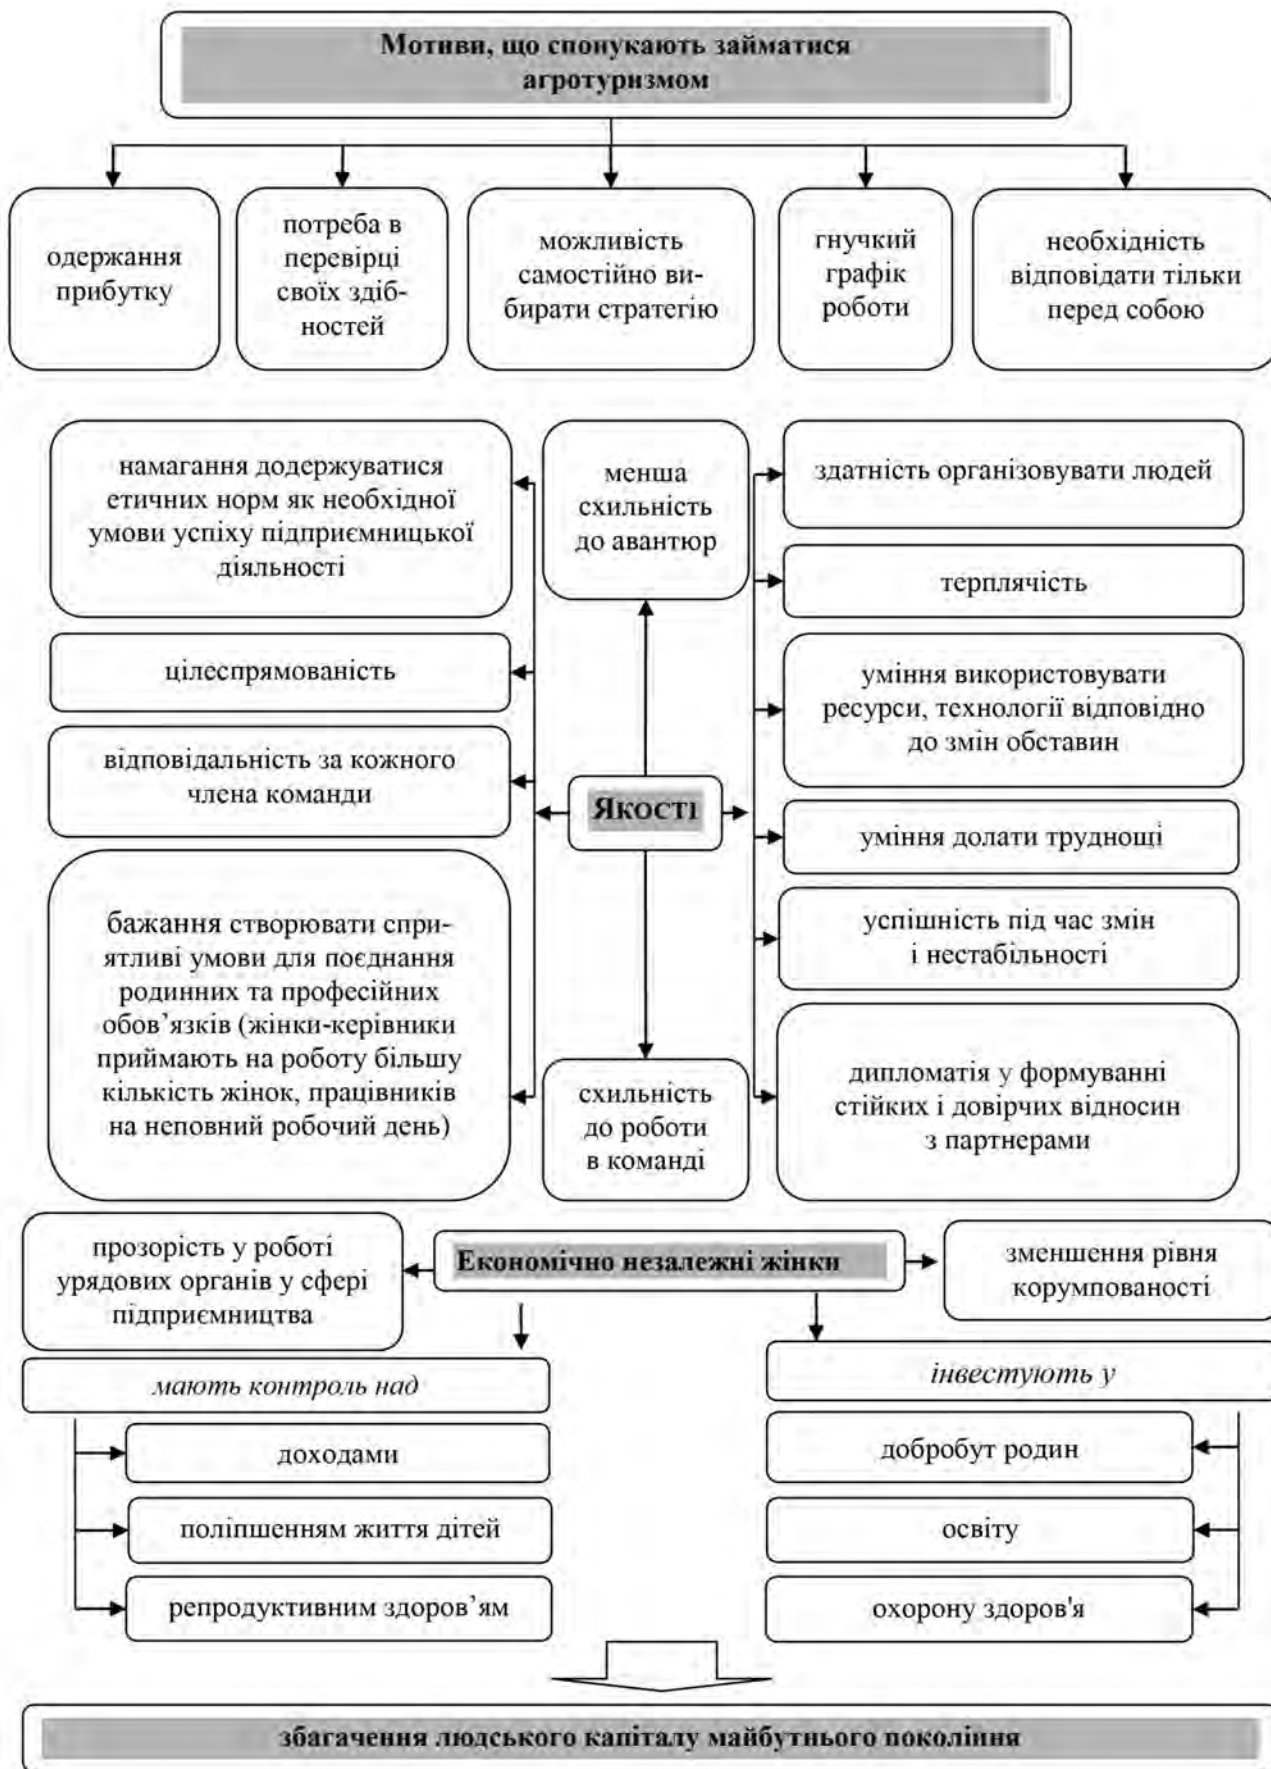 Мотиви, що спонукають займатися
агротуризмом
одержання
прибутку
потреба в
перевірці
своїх здіб-
ностей
можливість
самостійно ви-
бирати стратегію
гнучкий
графік
роботи
необхідність
відповідати тільки
перед собою
намагання додержуватися
етичних норм як необхідної
умови успіху підприємницької
діяльності
цілеспрямованість
відповідальність за кожного
члена команди
бажання створювати спри-
ятливі умови для поєднання
родинних та професійних
обов’язків (жінки-керівники
приймають на роботу більшу
кількість жінок, працівників
на неповний робочий день)
менша
схильність
до авантюр
Якості
схильність
до роботи
в команді
здатність організовувати людей
терплячість
уміння використовувати
ресурси, технології відповідно
до змін обставин
уміння долати труднощі
успішність під час змін
і нестабільності
дипломатія у формуванні
стійких і довірчих відносин
з партнерами
прозорість у роботі
урядових органів у сфері
підприємництва
Економічно незалежні жінки
зменшення рівня
корумпованості
мають контроль над
доходами
поліпшенням життя дітей
репродуктивним здоров’ям
інвестують у
добробут родин
освіту
охорону здоров'я
збагачення людського капіталу майбутнього покоління